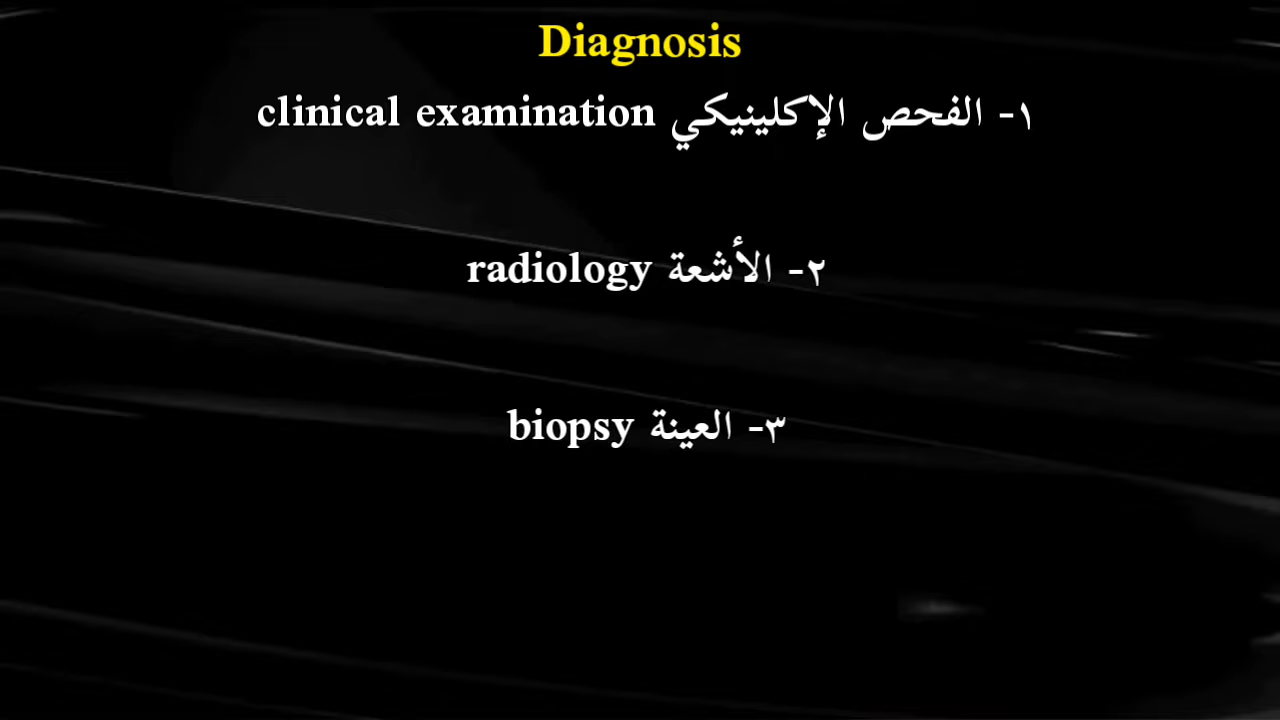 Diagnosis
١- الفحص الإكلينيكي clinical examination
٢- الأشعة radiology
٣- العينة biopsy